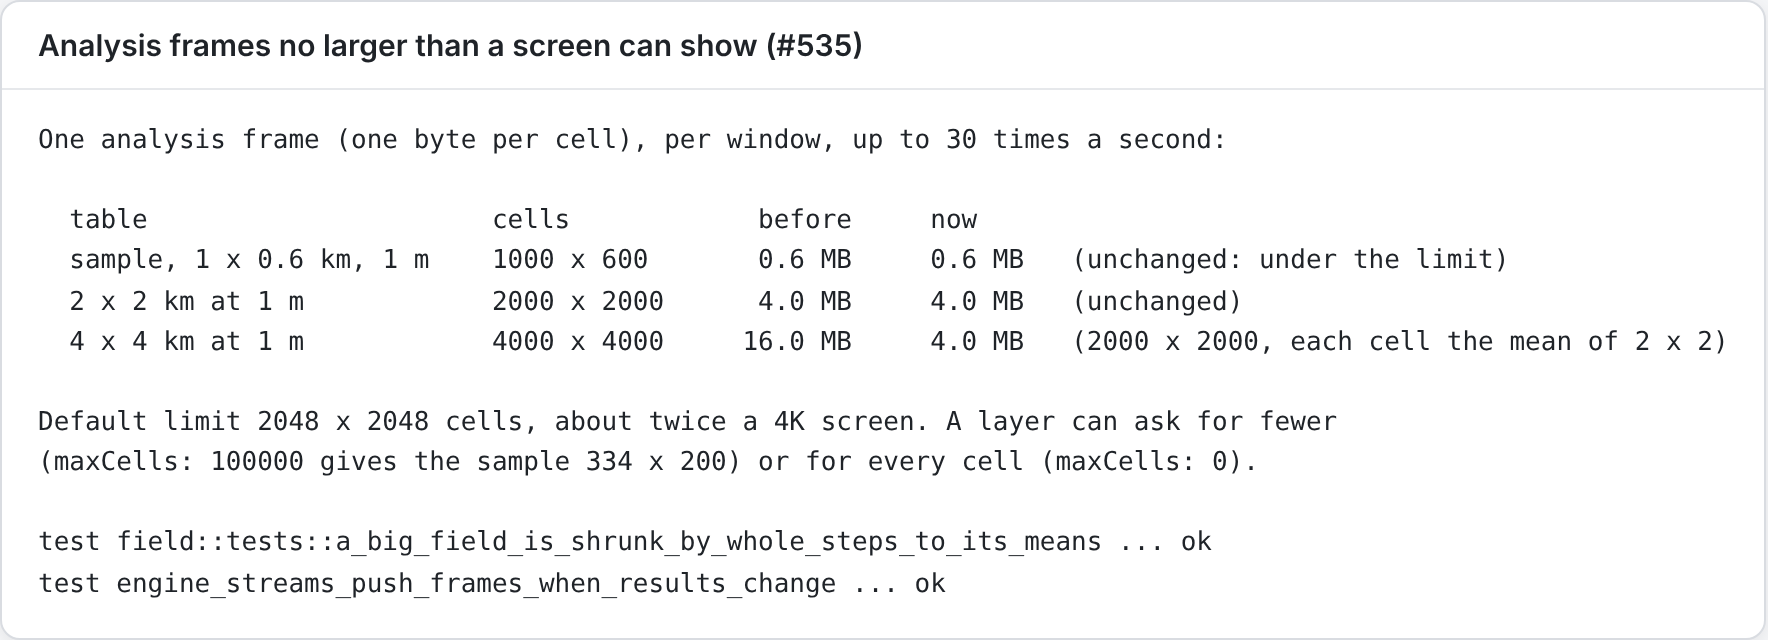 Analysis frames no larger than a screen can show (#535)
One analysis frame (one byte per cell), per window, up to 30 times a second:
table cells before now
sample, 1 x 0.6 km, 1 m 1000 x 600 0.6 MB 0.6 MB (unchanged: under the limit)
2 x 2 km at 1 m 2000 x 2000 4.0 MB 4.0 MB (unchanged)
4 x 4 km at 1 m 4000 x 4000 16.0 MB 4.0 MB (2000 x 2000, each cell the mean of 2 x 2)
Default limit 2048 x 2048 cells, about twice a 4K screen. A layer can ask for fewer
(maxCells: 100000 gives the sample 334 x 200) or for every cell (maxCells: 0).
test field::tests::a_big_field_is_shrunk_by_whole_steps_to_its_means ... ok
test engine_streams_push_frames_when_results_change ... ok